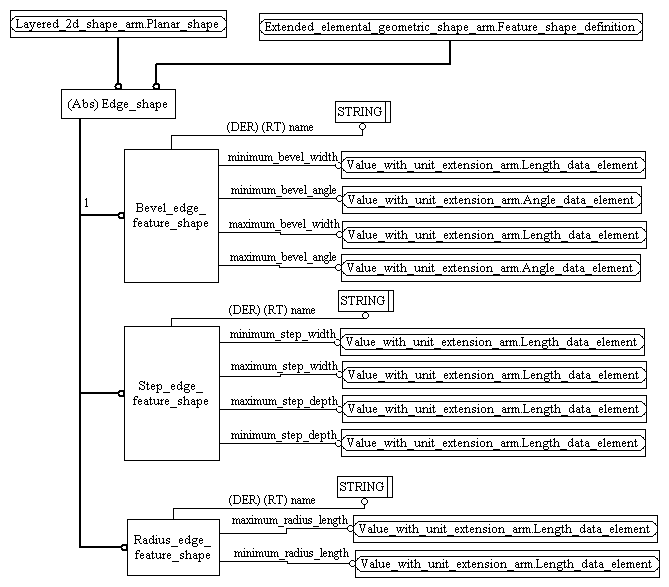 Layered_2d_shape_arm.Planar_shape
Extended_elemental_geometric_shape_arm.Feature_shape_definition
(Abs) Edge_shape
STRING
(DER) (RT) name
1
Bevel_edge_
feature_shape
minimum_bevel_width
Value_with_unit_extension_arm.Length_data_element
minimum_bevel_angle
Value_with_unit_extension_arm.Angle_data_element
maximum_bevel_width
Value_with_unit_extension_arm.Length_data_element
maximum_bevel_angle
Value_with_unit_extension_arm.Angle_data_element
STRING
(DER) (RT) name
Step_edge_
feature_shape
minimum_step_width
Value_with_unit_extension_arm.Length_data_element
maximum_step_width
Value_with_unit_extension_arm.Length_data_element
maximum_step_depth
Value_with_unit_extension_arm.Length_data_element
minimum_step_depth
Value_with_unit_extension_arm.Length_data_element
STRING
(DER) (RT) name
Radius_edge_
feature_shape
maximum_radius_length
Value_with_unit_extension_arm.Length_data_element
minimum_radius_length
Value_with_unit_extension_arm.Length_data_element